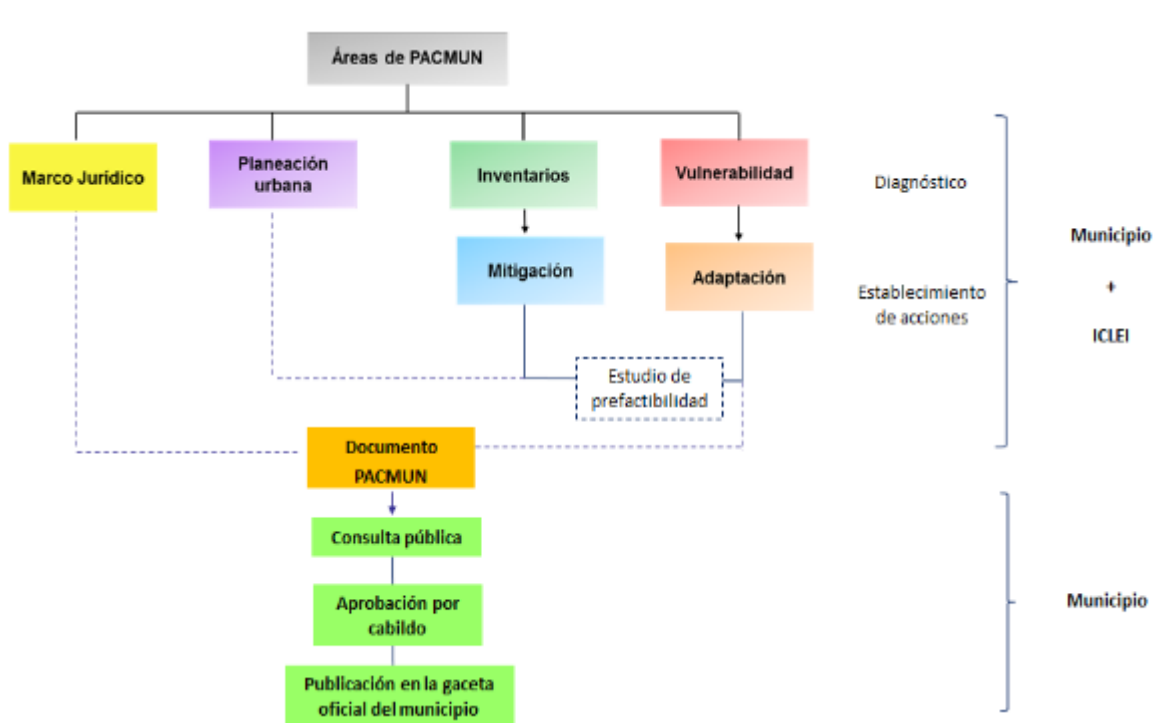 Áreas de PACMUN
Marco Jurídico
Planeación
urbana
Inventarios
Vulnerabilidad
Diagnóstico
Mitigación
Adaptación
Establecimiento
de acciones
Municipio
+
ICLEI
Estudio de
prefactibilidad
Documento
PACMUN
Consulta pública
Aprobación por
cabildo
Publicación en la gaceta
oficial del municipio
Municipio